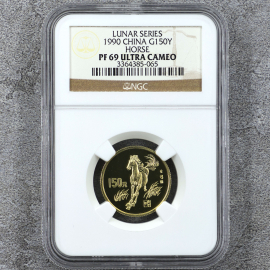 LUNAR SERIES
1990 CHINA G150Y
HORSE
PF 69 ULTRA CAMEO
3364385-065
NGC
150元